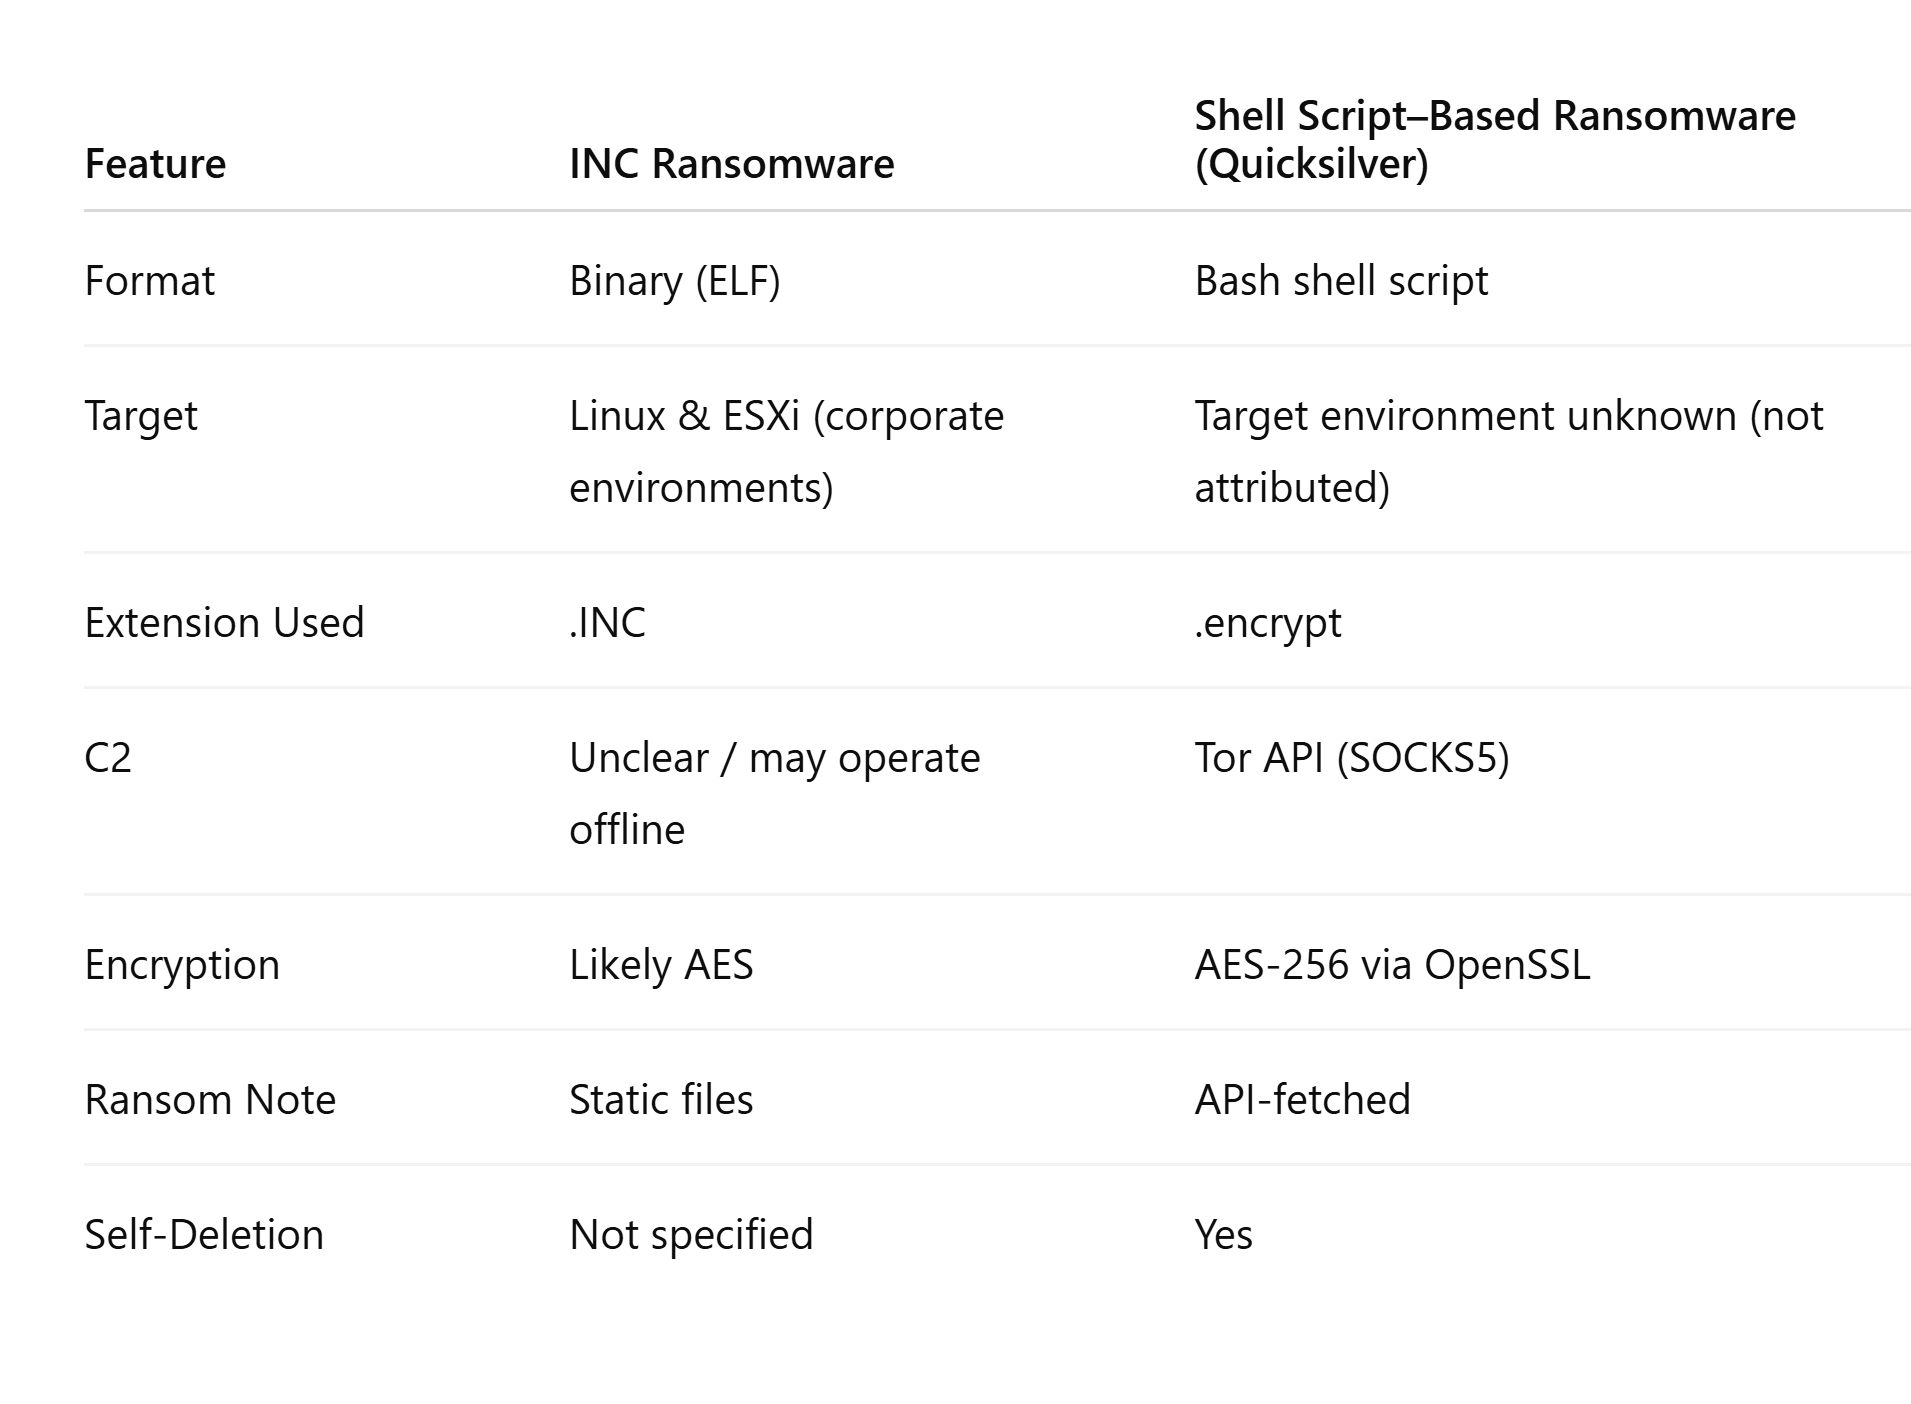 Feature
INC Ransomware
Shell Script–Based Ransomware
(Quicksilver)
Format
Binary (ELF)
Bash shell script
Target
Linux & ESXi (corporate
environments)
Target environment unknown (not
attributed)
Extension Used
.INC
.encrypt
C2
Unclear / may operate
offline
Tor API (SOCKS5)
Encryption
Likely AES
AES-256 via OpenSSL
Ransom Note
Static files
API-fetched
Self-Deletion
Not specified
Yes